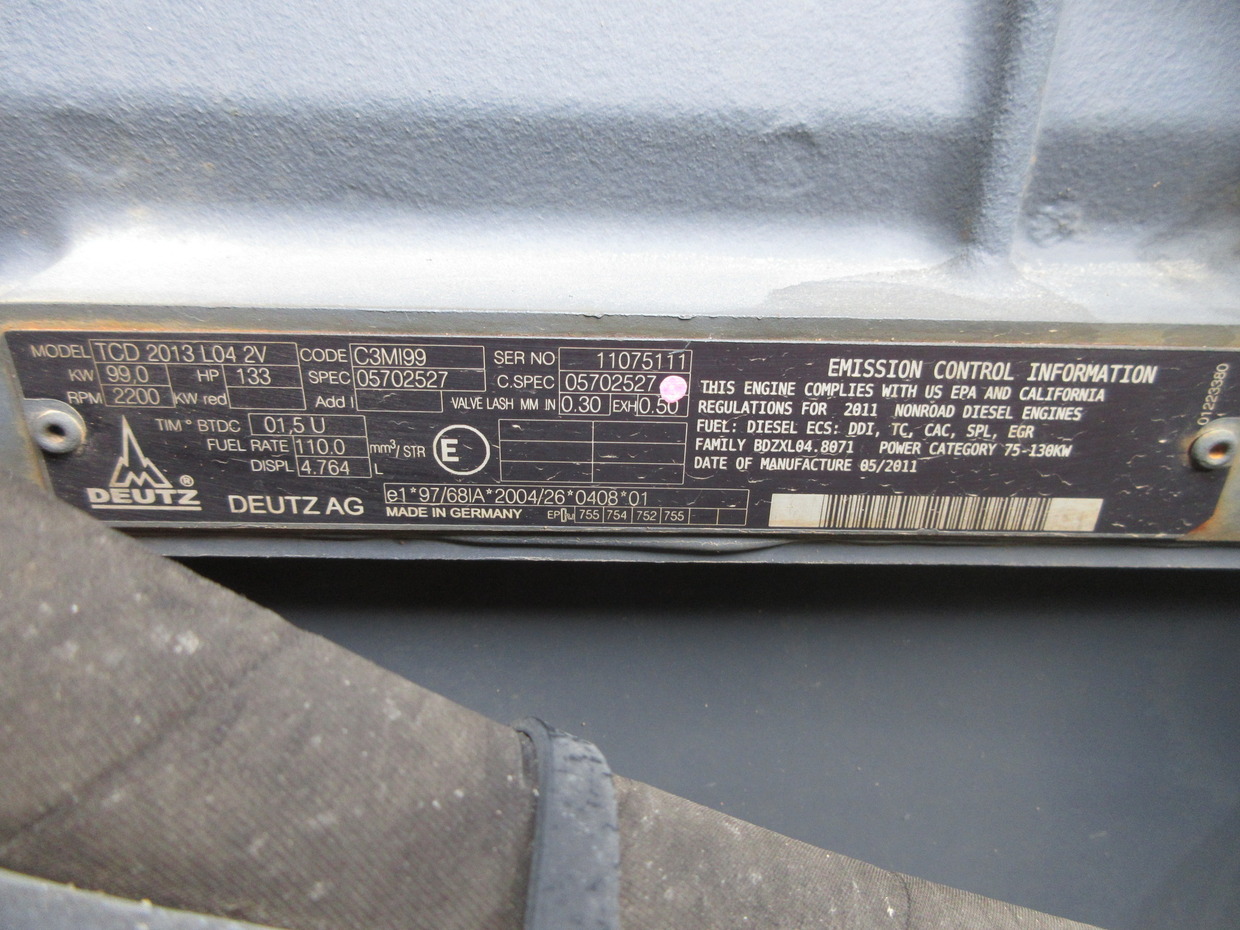 MODEL TCD 2013 L04 2V CODE C3MI99 SER NO 11075111
KW 99,0 HP 133 SPEC 05702527 C.SPEC 05702527
RPM 2200 KW red Add I VALVE LASH MM IN 0.30 EXH 0.50
TIM ° BTDC 01,5 U
FUEL RATE 110.0 mm³/STR E
DISPL 4.764 L
DEUTZ ®
DEUTZ AG
e1*97/68IA*2004/26*0408*01
MADE IN GERMANY 755 754 752 755
EMISSION CONTROL INFORMATION
THIS ENGINE COMPLIES WITH US EPA AND CALIFORNIA
REGULATIONS FOR 2011 NONROAD DIESEL ENGINES
FUEL: DIESEL ECS: DDI, TC, CAC, SPL, EGR
FAMILY BDZXL04.8071 POWER CATEGORY 75-130KW
DATE OF MANUFACTURE 05/2011